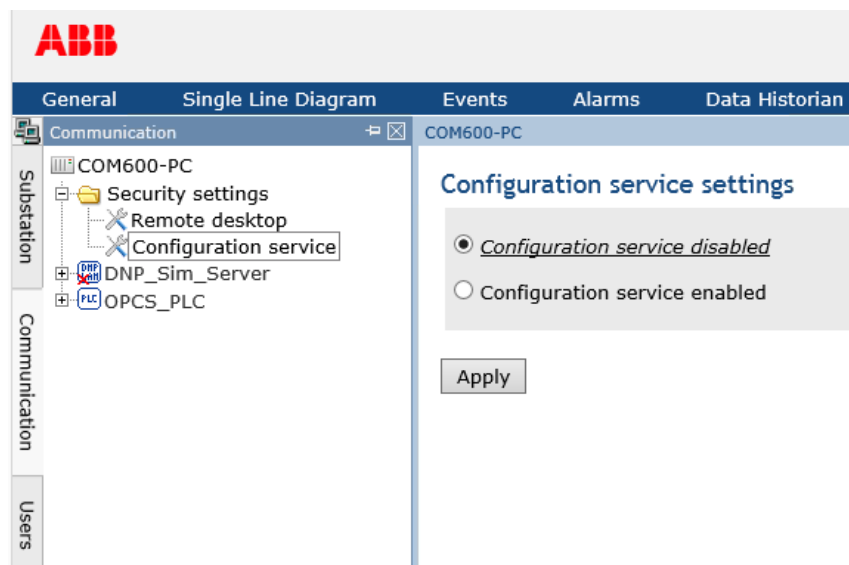 ABB
General Single Line Diagram Events Alarms Data Historian
Communication
COM600-PC
Substation
Communication
Users
COM600-PC
Security settings
Remote desktop
Configuration service
DNP_Sim_Server
PLC OPCS_PLC
Configuration service settings
Configuration service disabled
Configuration service enabled
Apply